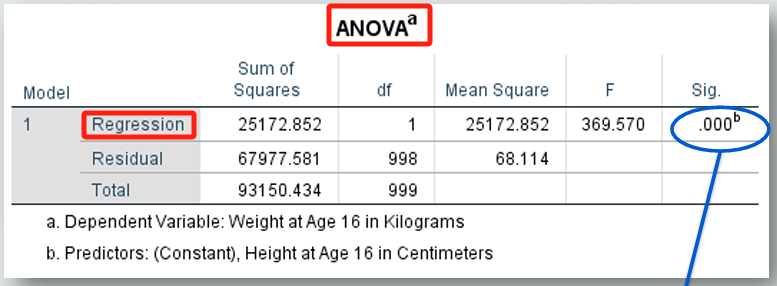 ANOVAa
Model Sum of Squares df Mean Square F Sig.
1 Regression 25172.852 1 25172.852 369.570 .000b
Residual 67977.581 998 68.114
Total 93150.434 999
a. Dependent Variable: Weight at Age 16 in Kilograms
b. Predictors: (Constant), Height at Age 16 in Centimeters